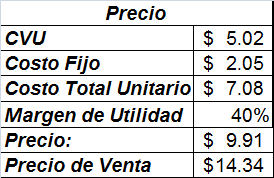 Precio
CVU $ 5.02
Costo Fijo $ 2.05
Costo Total Unitario $ 7.08
Margen de Utilidad 40%
Precio: $ 9.91
Precio de Venta $14.34